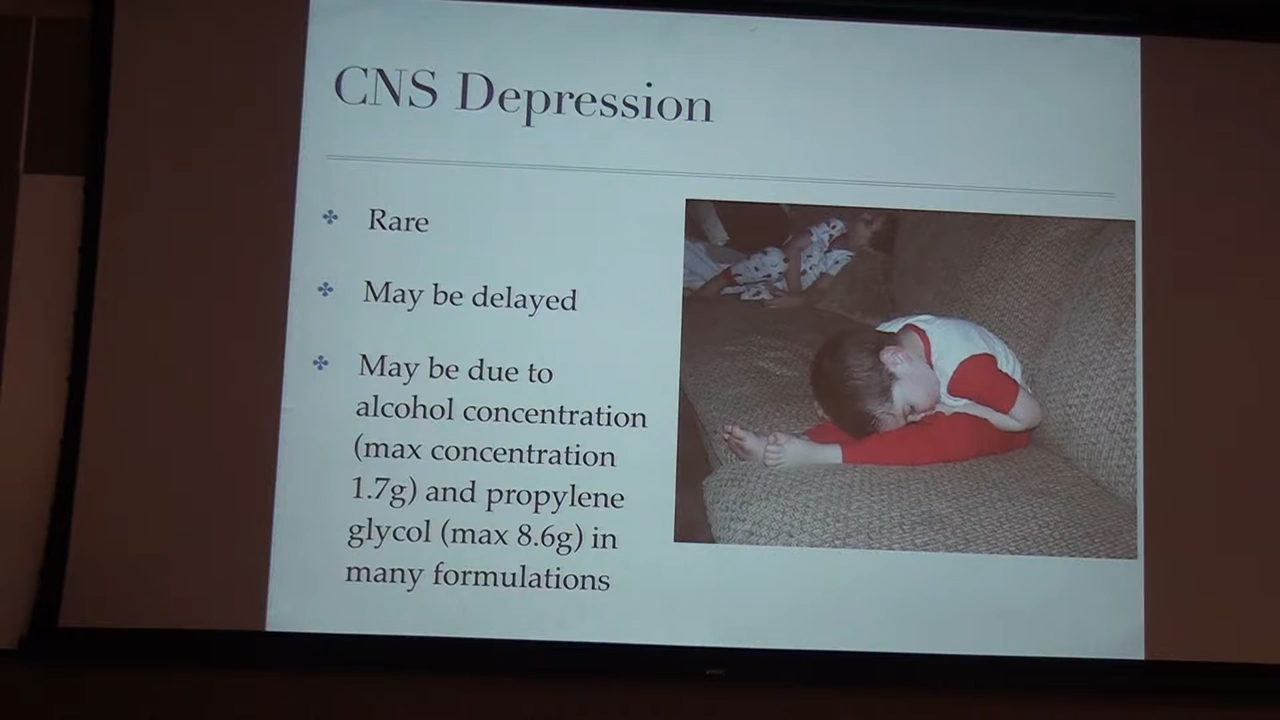 CNS Depression
Rare
May be delayed
May be due to
alcohol concentration
(max concentration
1.7g) and propylene
glycol (max 8.6g) in
many formulations